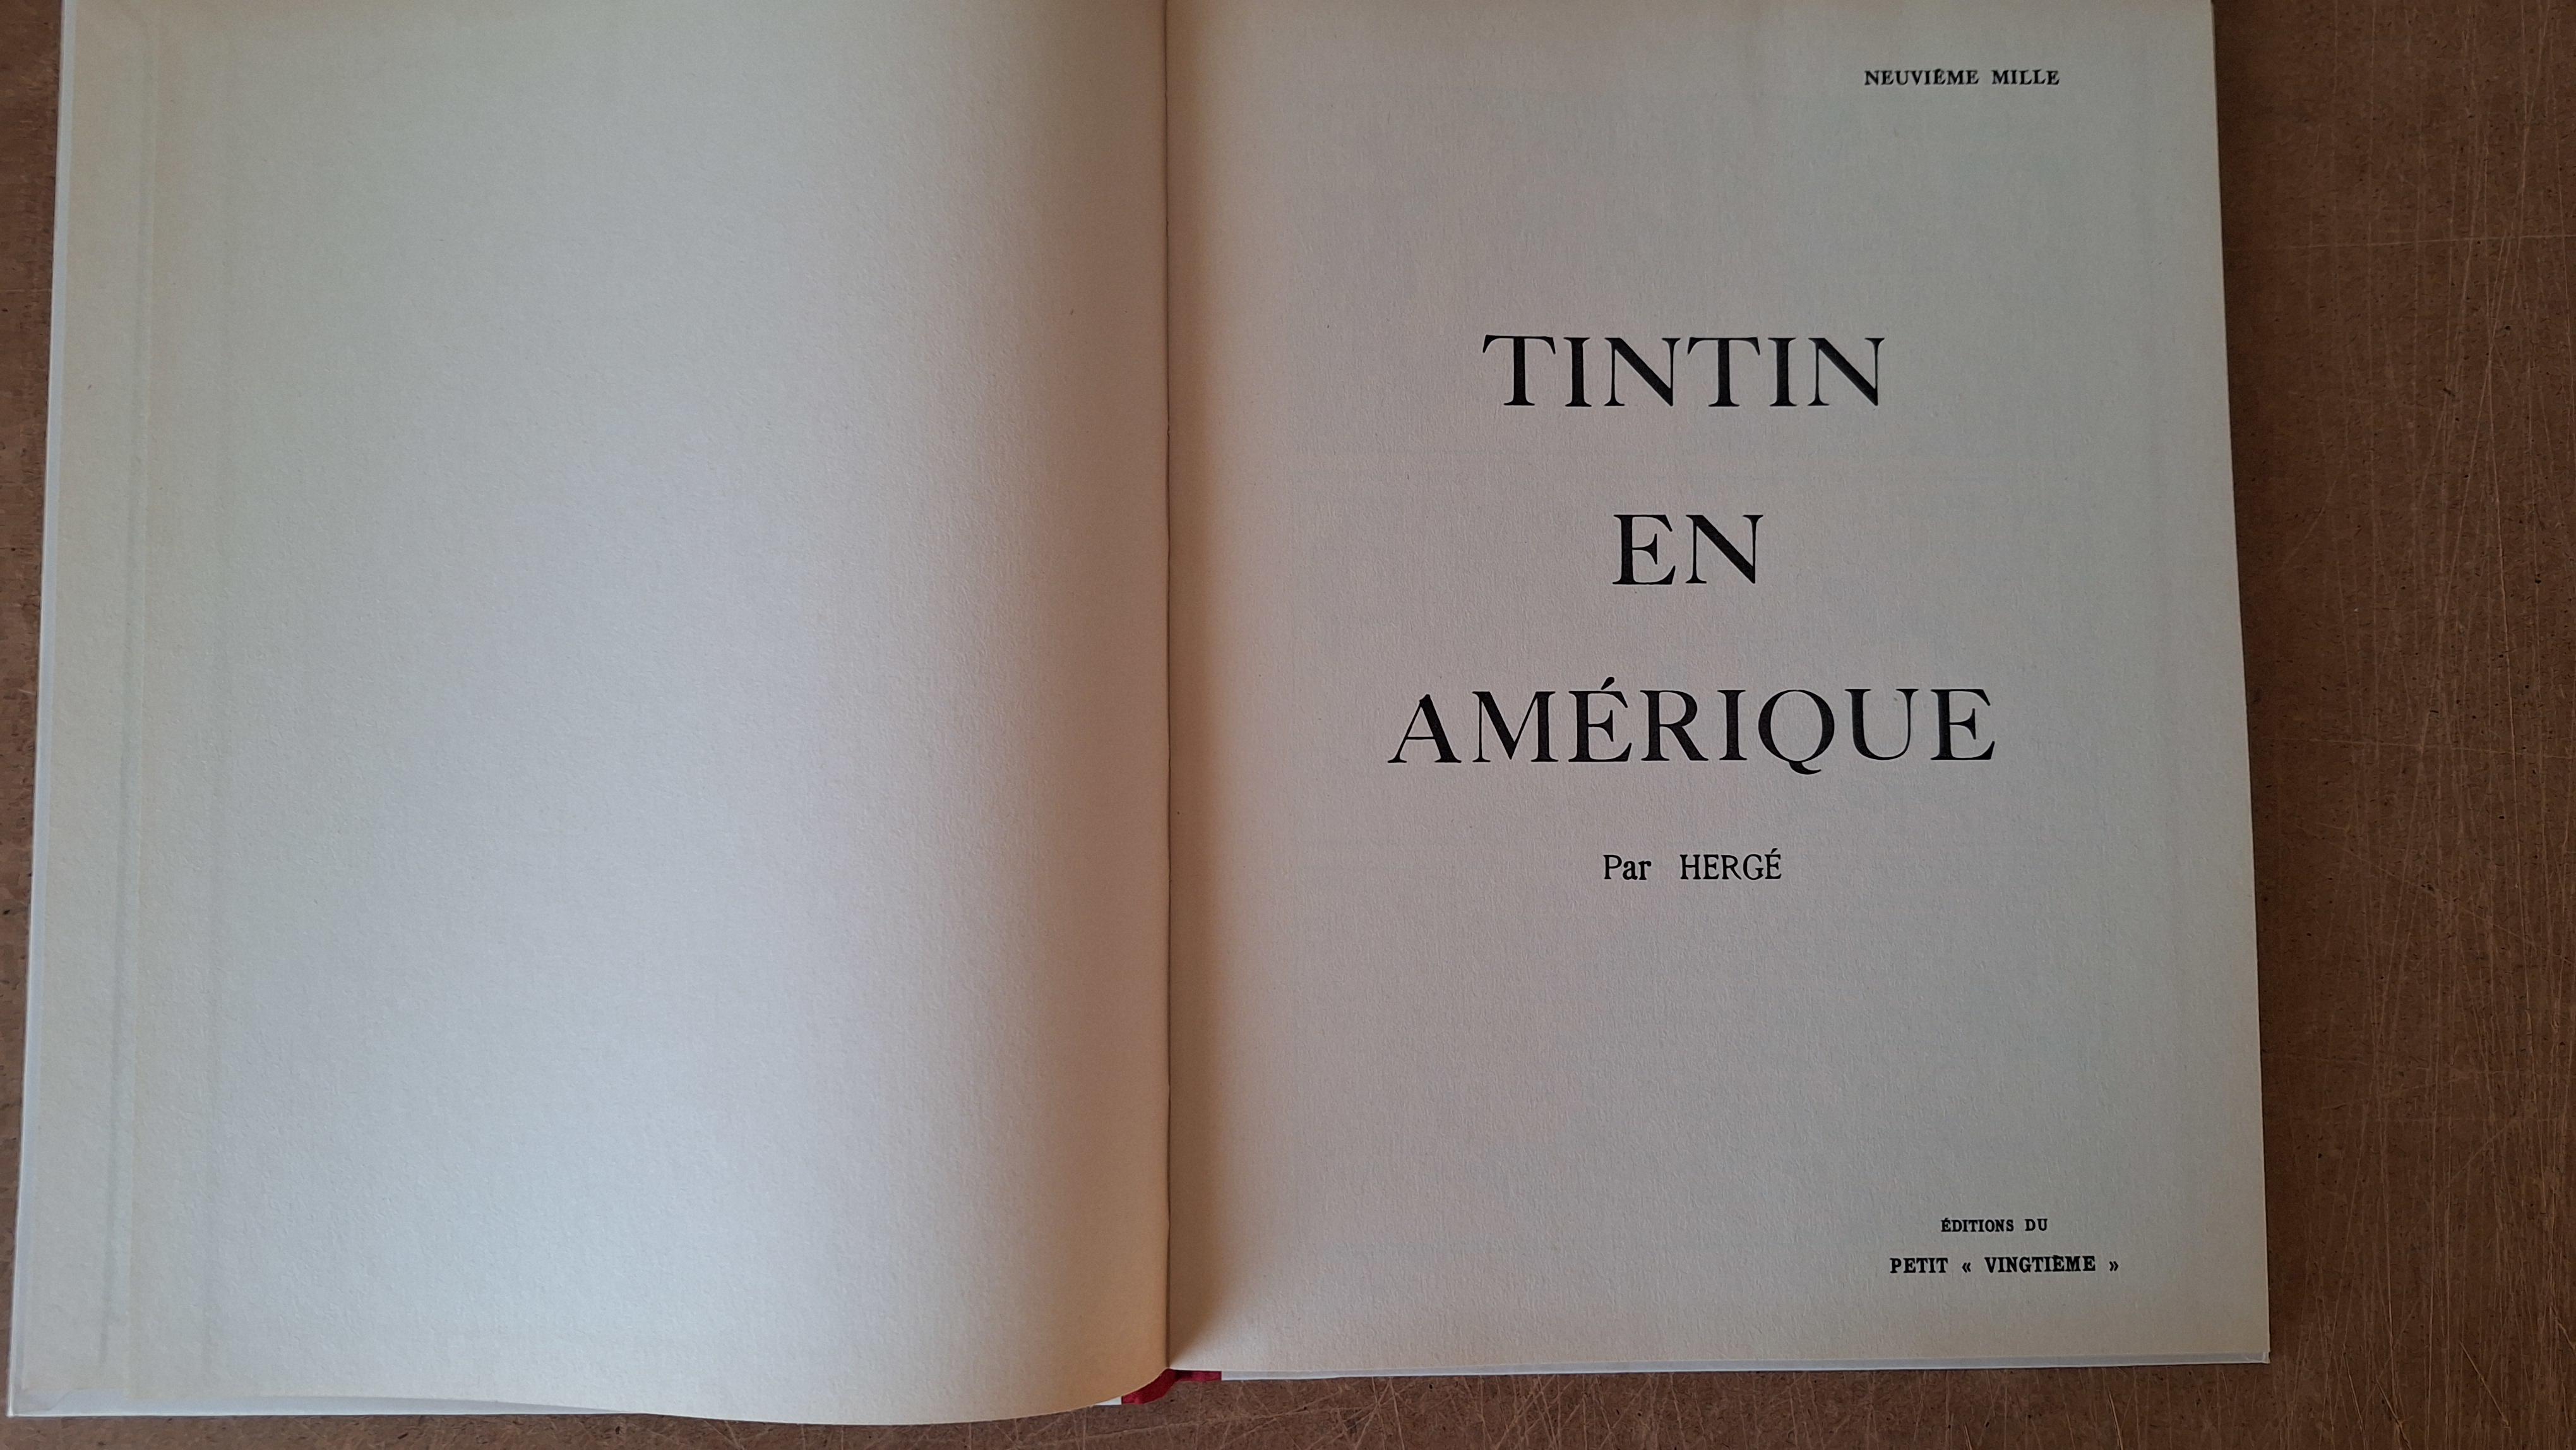 NEUVIÈME MILLE
TINTIN
EN
AMÉRIQUE
Par HERGÉ
ÉDITIONS DU
PETIT « VINGTIÈME »